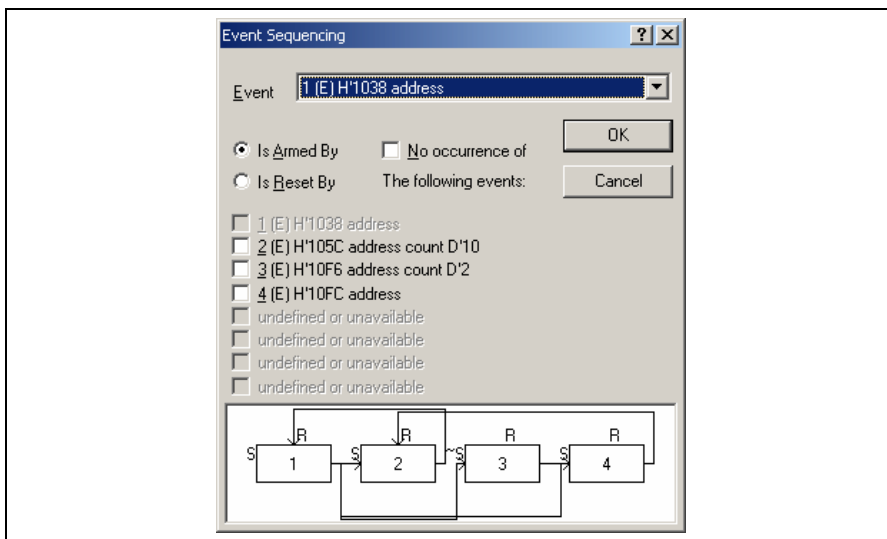 Event Sequencing
Event 1 (E) H'1038 address
Is Armed By No occurrence of OK
Is Reset By The following events: Cancel
1 (E) H'1038 address
2 (E) H'105C address count D'10
3 (E) H'10F6 address count D'2
4 (E) H'10FC address
undefined or unavailable
undefined or unavailable
undefined or unavailable
undefined or unavailable
R R R R
S S ~S S
1 2 3 4